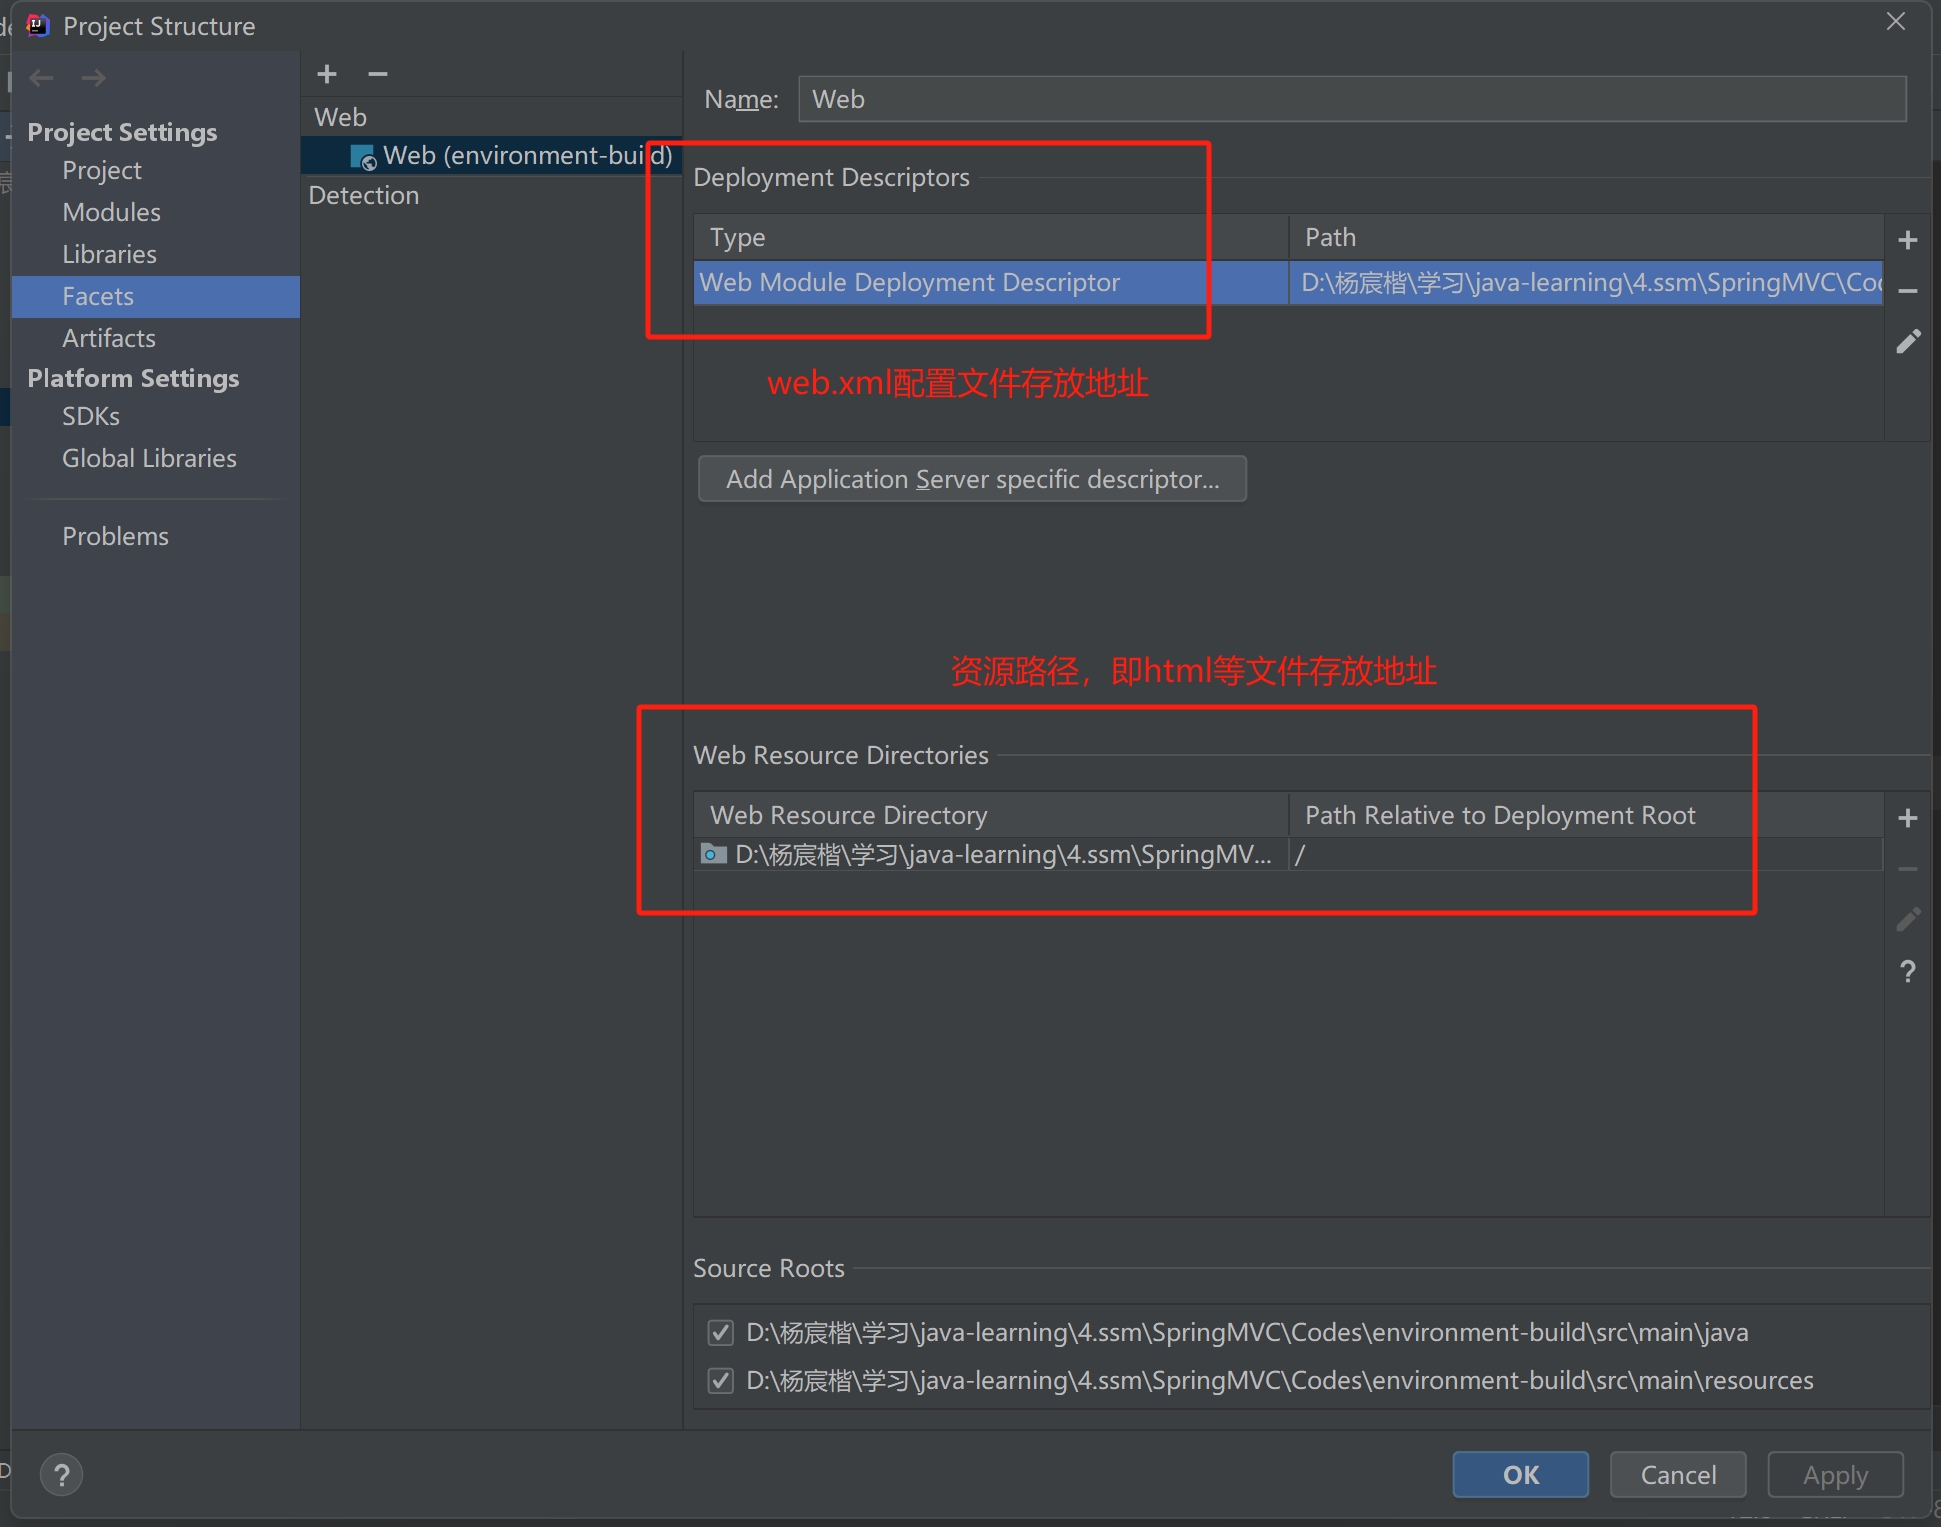 Project Structure
Project Settings
Project
Modules
Libraries
Facets
Artifacts
Platform Settings
SDKs
Global Libraries
Problems
Web
Web (environment-build)
Detection
Name:
Web
Deployment Descriptors
Type
Path
Web Module Deployment Descriptor
D:\杨宸楷\学习\java-learning\4.ssm\SpringMVC\Co
web.xml配置文件存放地址
Add Application Server specific descriptor...
资源路径，即html等文件存放地址
Web Resource Directories
Web Resource Directory
Path Relative to Deployment Root
D:\杨宸楷\学习\java-learning\4.ssm\SpringMV...
/
Source Roots
D:\杨宸楷\学习\java-learning\4.ssm\SpringMVC\Codes\environment-build\src\main\java
D:\杨宸楷\学习\java-learning\4.ssm\SpringMVC\Codes\environment-build\src\main\resources
?
OK
Cancel
Apply